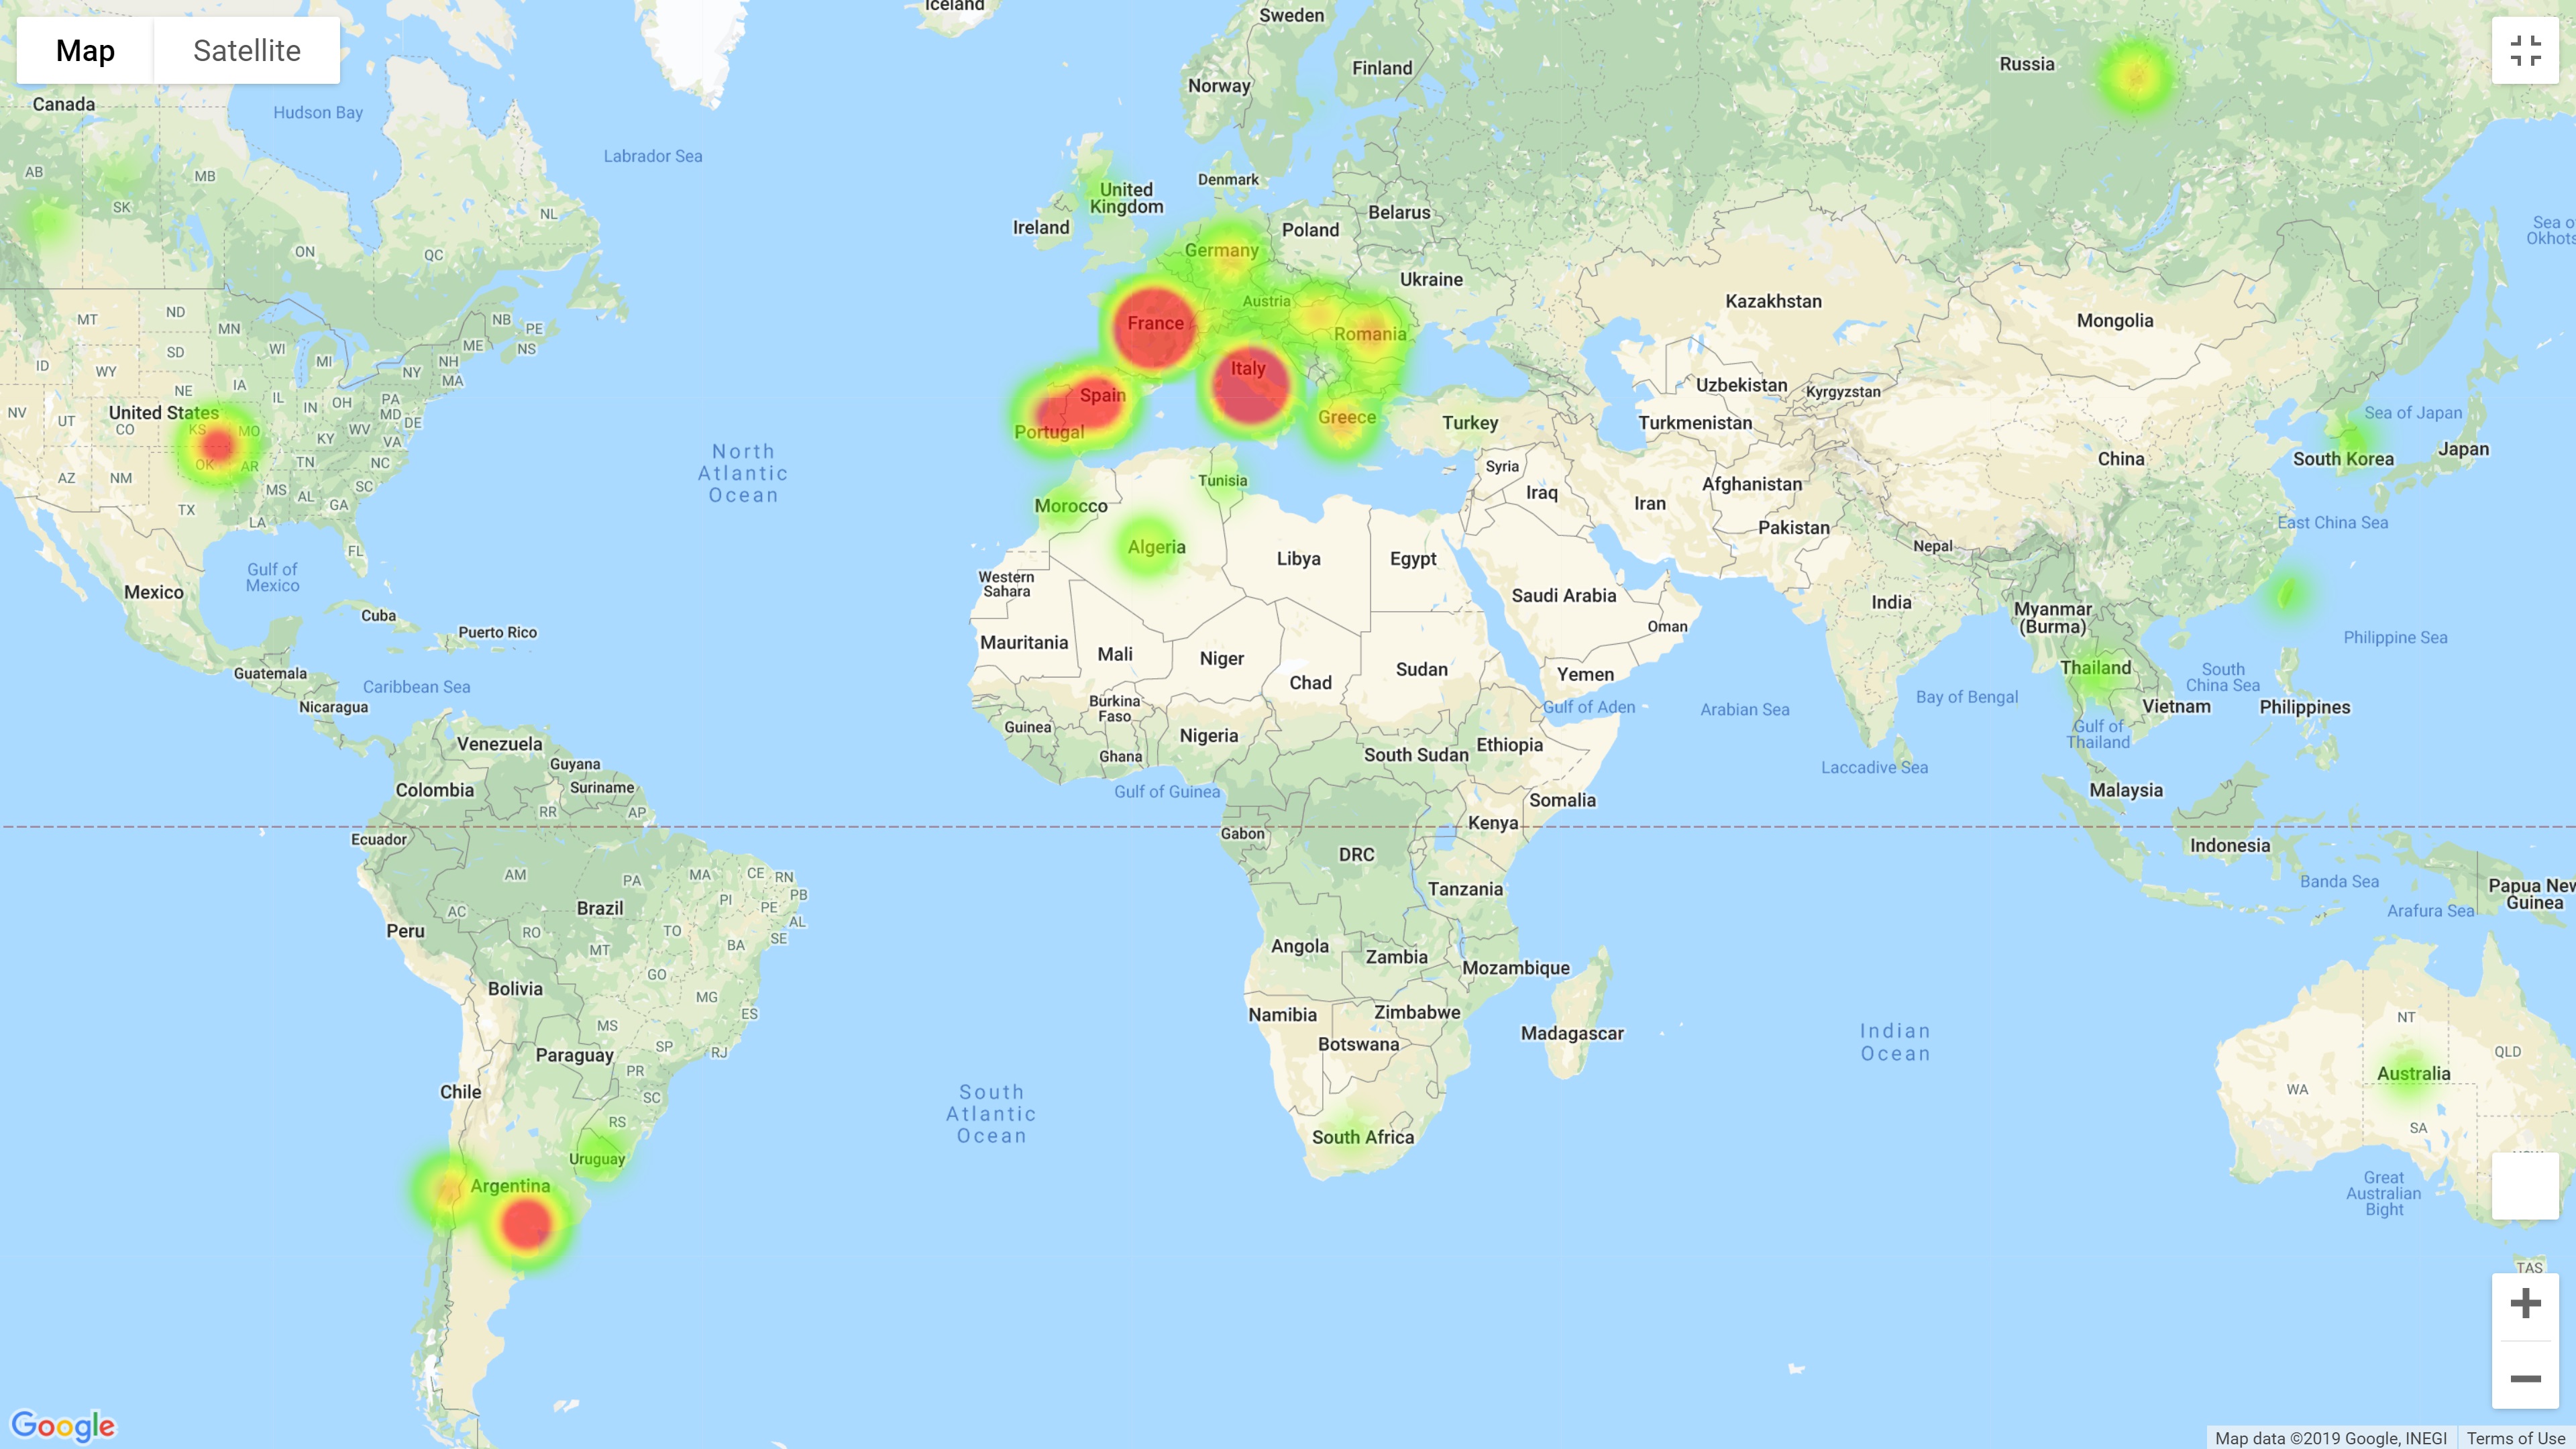 Map
Satellite
Iceland
Sweden
Finland
Norway
Russia
Canada
Hudson Bay
Labrador Sea
AB
MB
SK
NL
ON
QC
United
Kingdom
Ireland
Denmark
Belarus
Poland
Germany
Ukraine
Austria
France
Romania
Italy
Spain
Portugal
Greece
Turkey
Kazakhstan
Mongolia
Uzbekistan
Kyrgyzstan
Turkmenistan
Sea of
Okhots
Sea of Japan
South Korea
Japan
China
MT
ND
MN
NB
PE
NS
ME
ID
SD
WI
MI
NH
MA
WY
NY
NE
IA
NV
United States
UT
CO
KS
MO
IL
IN
OH
PA
MD
DE
WV
VA
KY
OK
AR
TN
NC
AZ
NM
MS
AL
SC
GA
TX
LA
FL
North
Atlantic
Ocean
Gulf of
Mexico
Mexico
Cuba
Puerto Rico
Guatemala
Caribbean Sea
Nicaragua
Tunisia
Morocco
Algeria
Libya
Egypt
Western
Sahara
Syria
Iraq
Iran
Afghanistan
Pakistan
Nepal
Saudi Arabia
Oman
India
Myanmar
(Burma)
East China Sea
Philippine Sea
Mauritania
Mali
Niger
Chad
Sudan
Yemen
Thailand
South
China Sea
Gulf of Aden
Arabian Sea
Bay of Bengal
Vietnam
Philippines
Gulf of
Thailand
Burkina
Faso
Guinea
Nigeria
Ghana
South Sudan
Ethiopia
Laccadive Sea
Malaysia
Somalia
Gulf of Guinea
Venezuela
Guyana
Colombia
Suriname
RR
AP
Ecuador
Gabon
Kenya
DRC
Indonesia
Tanzania
Banda Sea
Papua New
Guinea
Arafura Sea
AM
PA
MA
CE
RN
PB
PI
PE
AL
SE
AC
Brazil
Peru
RO
TO
BA
MT
GO
Bolivia
MG
ES
MS
SP
RJ
Paraguay
PR
SC
Chile
RS
Uruguay
Argentina
Angola
Zambia
Mozambique
Namibia
Zimbabwe
Botswana
Madagascar
South Africa
South
Atlantic
Ocean
Indian
Ocean
NT
QLD
Australia
WA
SA
Great
Australian
Bight
TAS
Google
Map data ©2019 Google, INEGI
Terms of Use